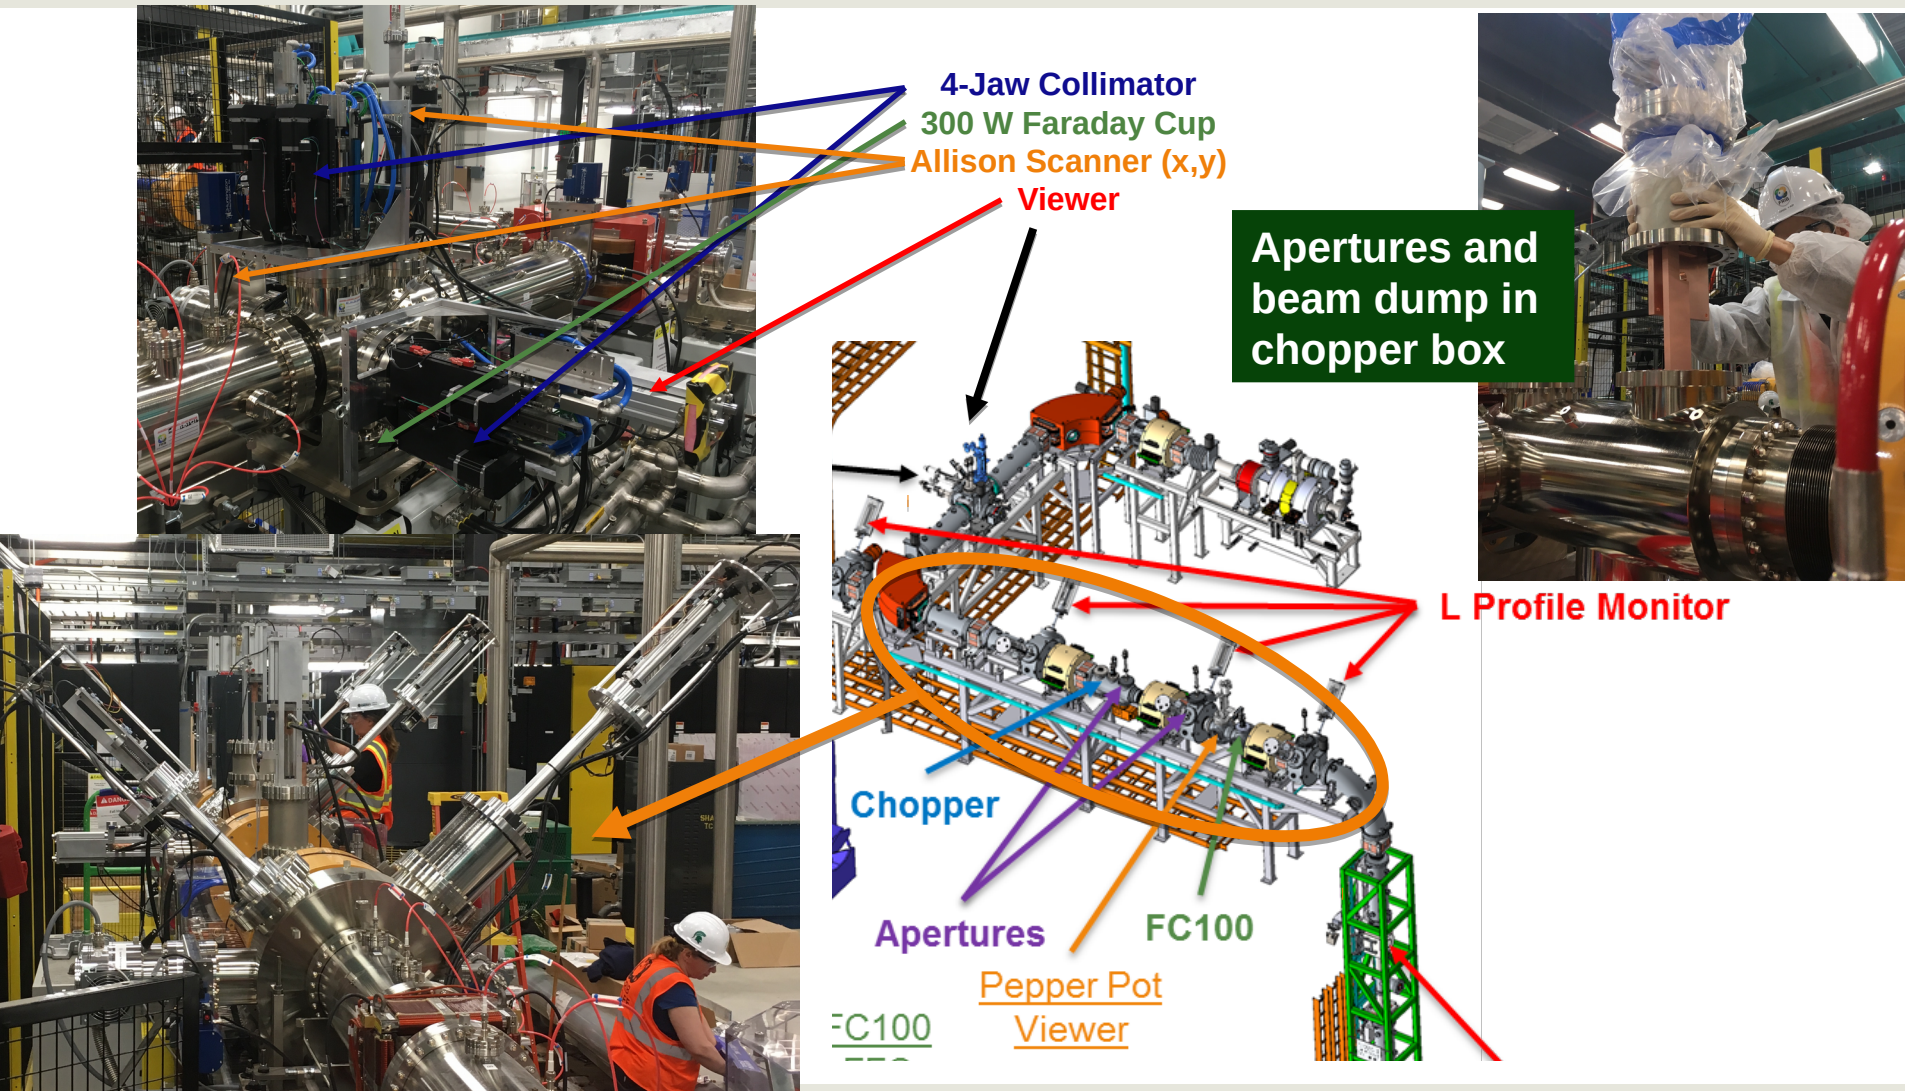 4-Jaw Collimator
300 W Faraday Cup
Allison Scanner (x,y)
Viewer
Apertures and
beam dump in
chopper box
L Profile Monitor
Chopper
Apertures
FC100
Pepper Pot
Viewer
FC100
DANGER